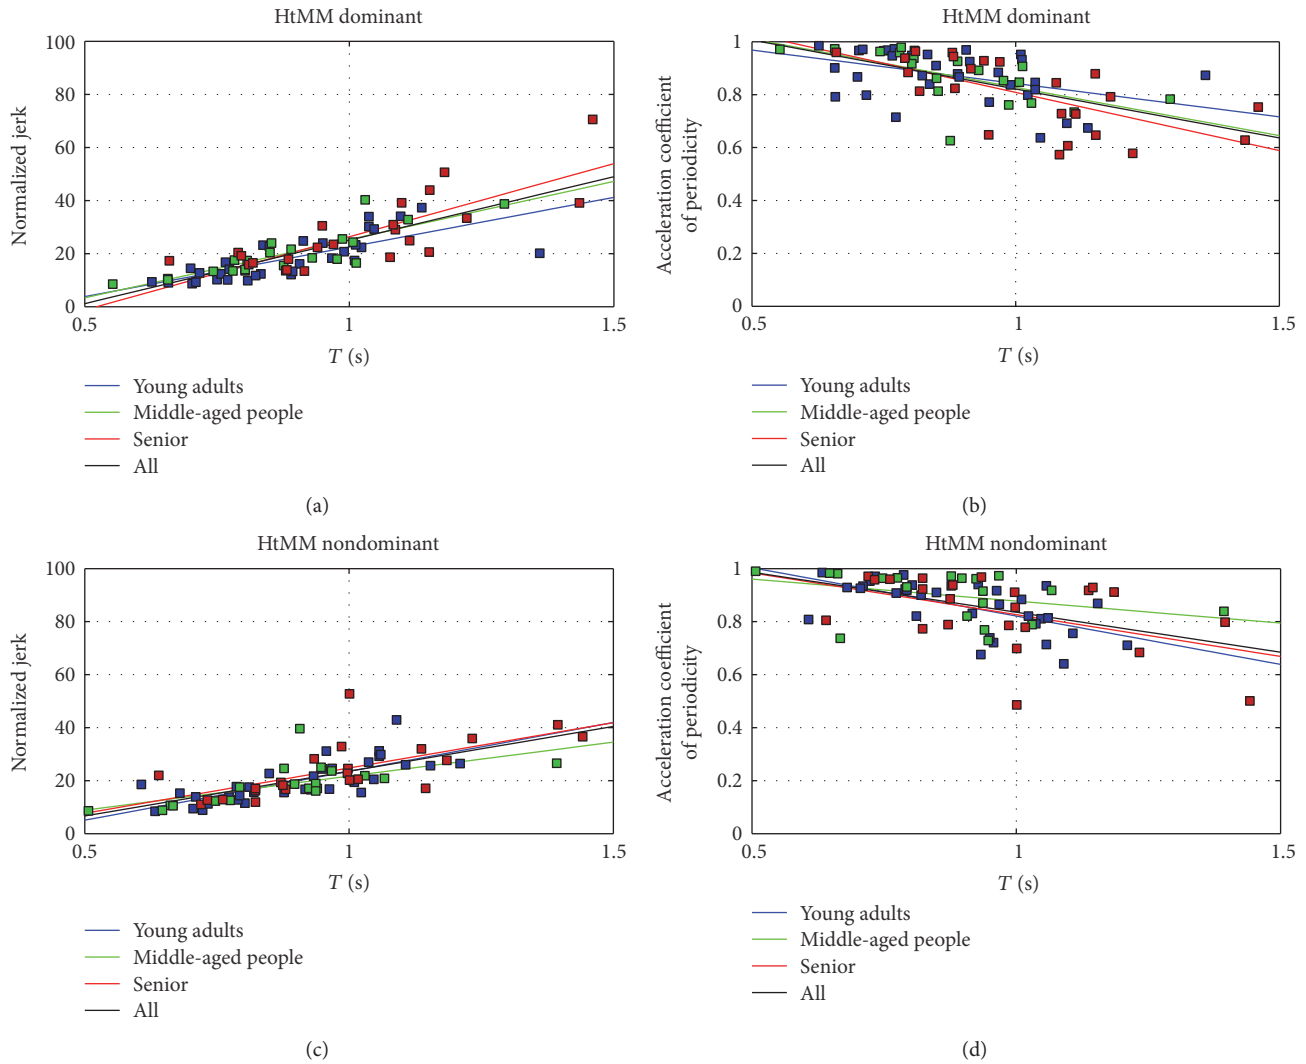 HtMM dominant
100
80
60
40
20
0
Normalized jerk
0.5
1
1.5
T (s)
Young adults
Middle-aged people
Senior
All
(a)
HtMM dominant
1
0.8
0.6
0.4
0.2
0
Acceleration coefficient
of periodicity
0.5
1
1.5
T (s)
Young adults
Middle-aged people
Senior
All
(b)
HtMM nondominant
100
80
60
40
20
0
Normalized jerk
0.5
1
1.5
T (s)
Young adults
Middle-aged people
Senior
All
(c)
HtMM nondominant
1
0.8
0.6
0.4
0.2
0
Acceleration coefficient
of periodicity
0.5
1
1.5
T (s)
Young adults
Middle-aged people
Senior
All
(d)